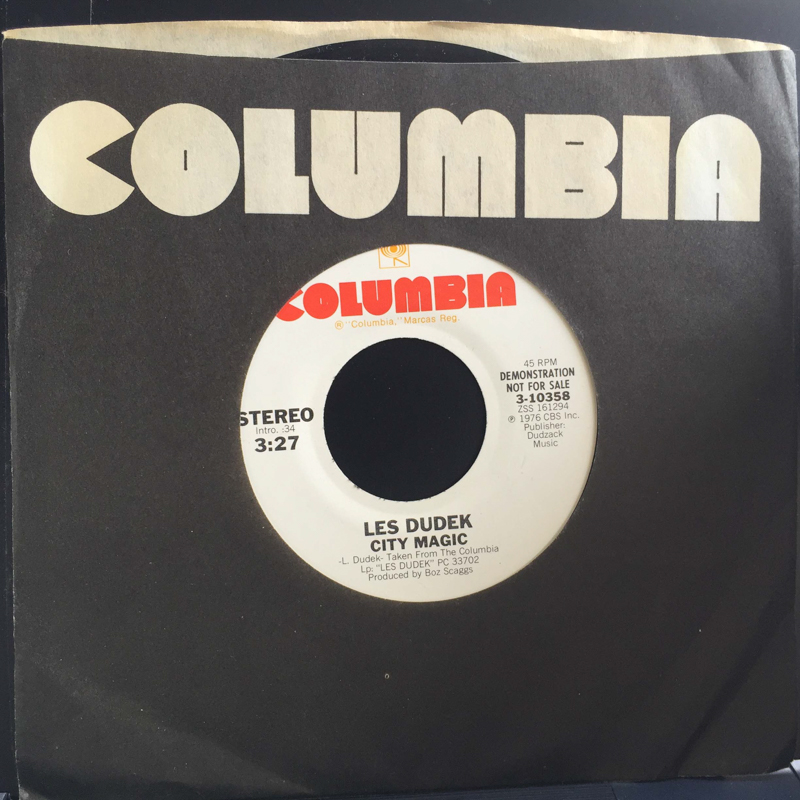 COLUMBIA
COLUMBIA
® "Columbia," Marcas Reg.
45 RPM
DEMONSTRATION
NOT FOR SALE
3-10358
ZSS 161294
℗ 1976 CBS Inc.
Publisher:
Dudzack
Music
STEREO
Intro. :34
3:27
LES DUDEK
CITY MAGIC
-L. Dudek- Taken From The Columbia
Lp: "LES DUDEK" PC 33702
Produced by Boz Scaggs